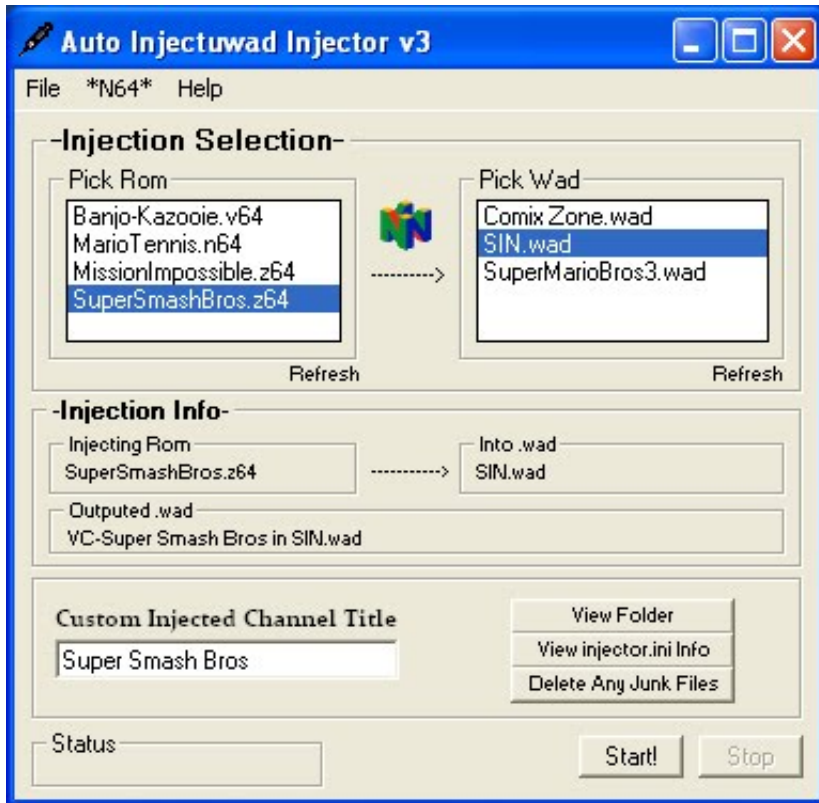 Auto Injectuwad Injector v3
File *N64* Help
-Injection Selection-
Pick Rom
Banjo-Kazooie.v64
MarioTennis.n64
MissionImpossible.z64
SuperSmashBros.z64
Refresh
---------->
Pick Wad
Comix Zone.wad
SIN.wad
SuperMarioBros3.wad
Refresh
-Injection Info-
Injecting Rom
SuperSmashBros.z64
---------->
Into .wad
SIN.wad
Outputed .wad
VC-Super Smash Bros in SIN.wad
Custom Injected Channel Title
Super Smash Bros
View Folder
View injector.ini Info
Delete Any Junk Files
Status
Start!
Stop